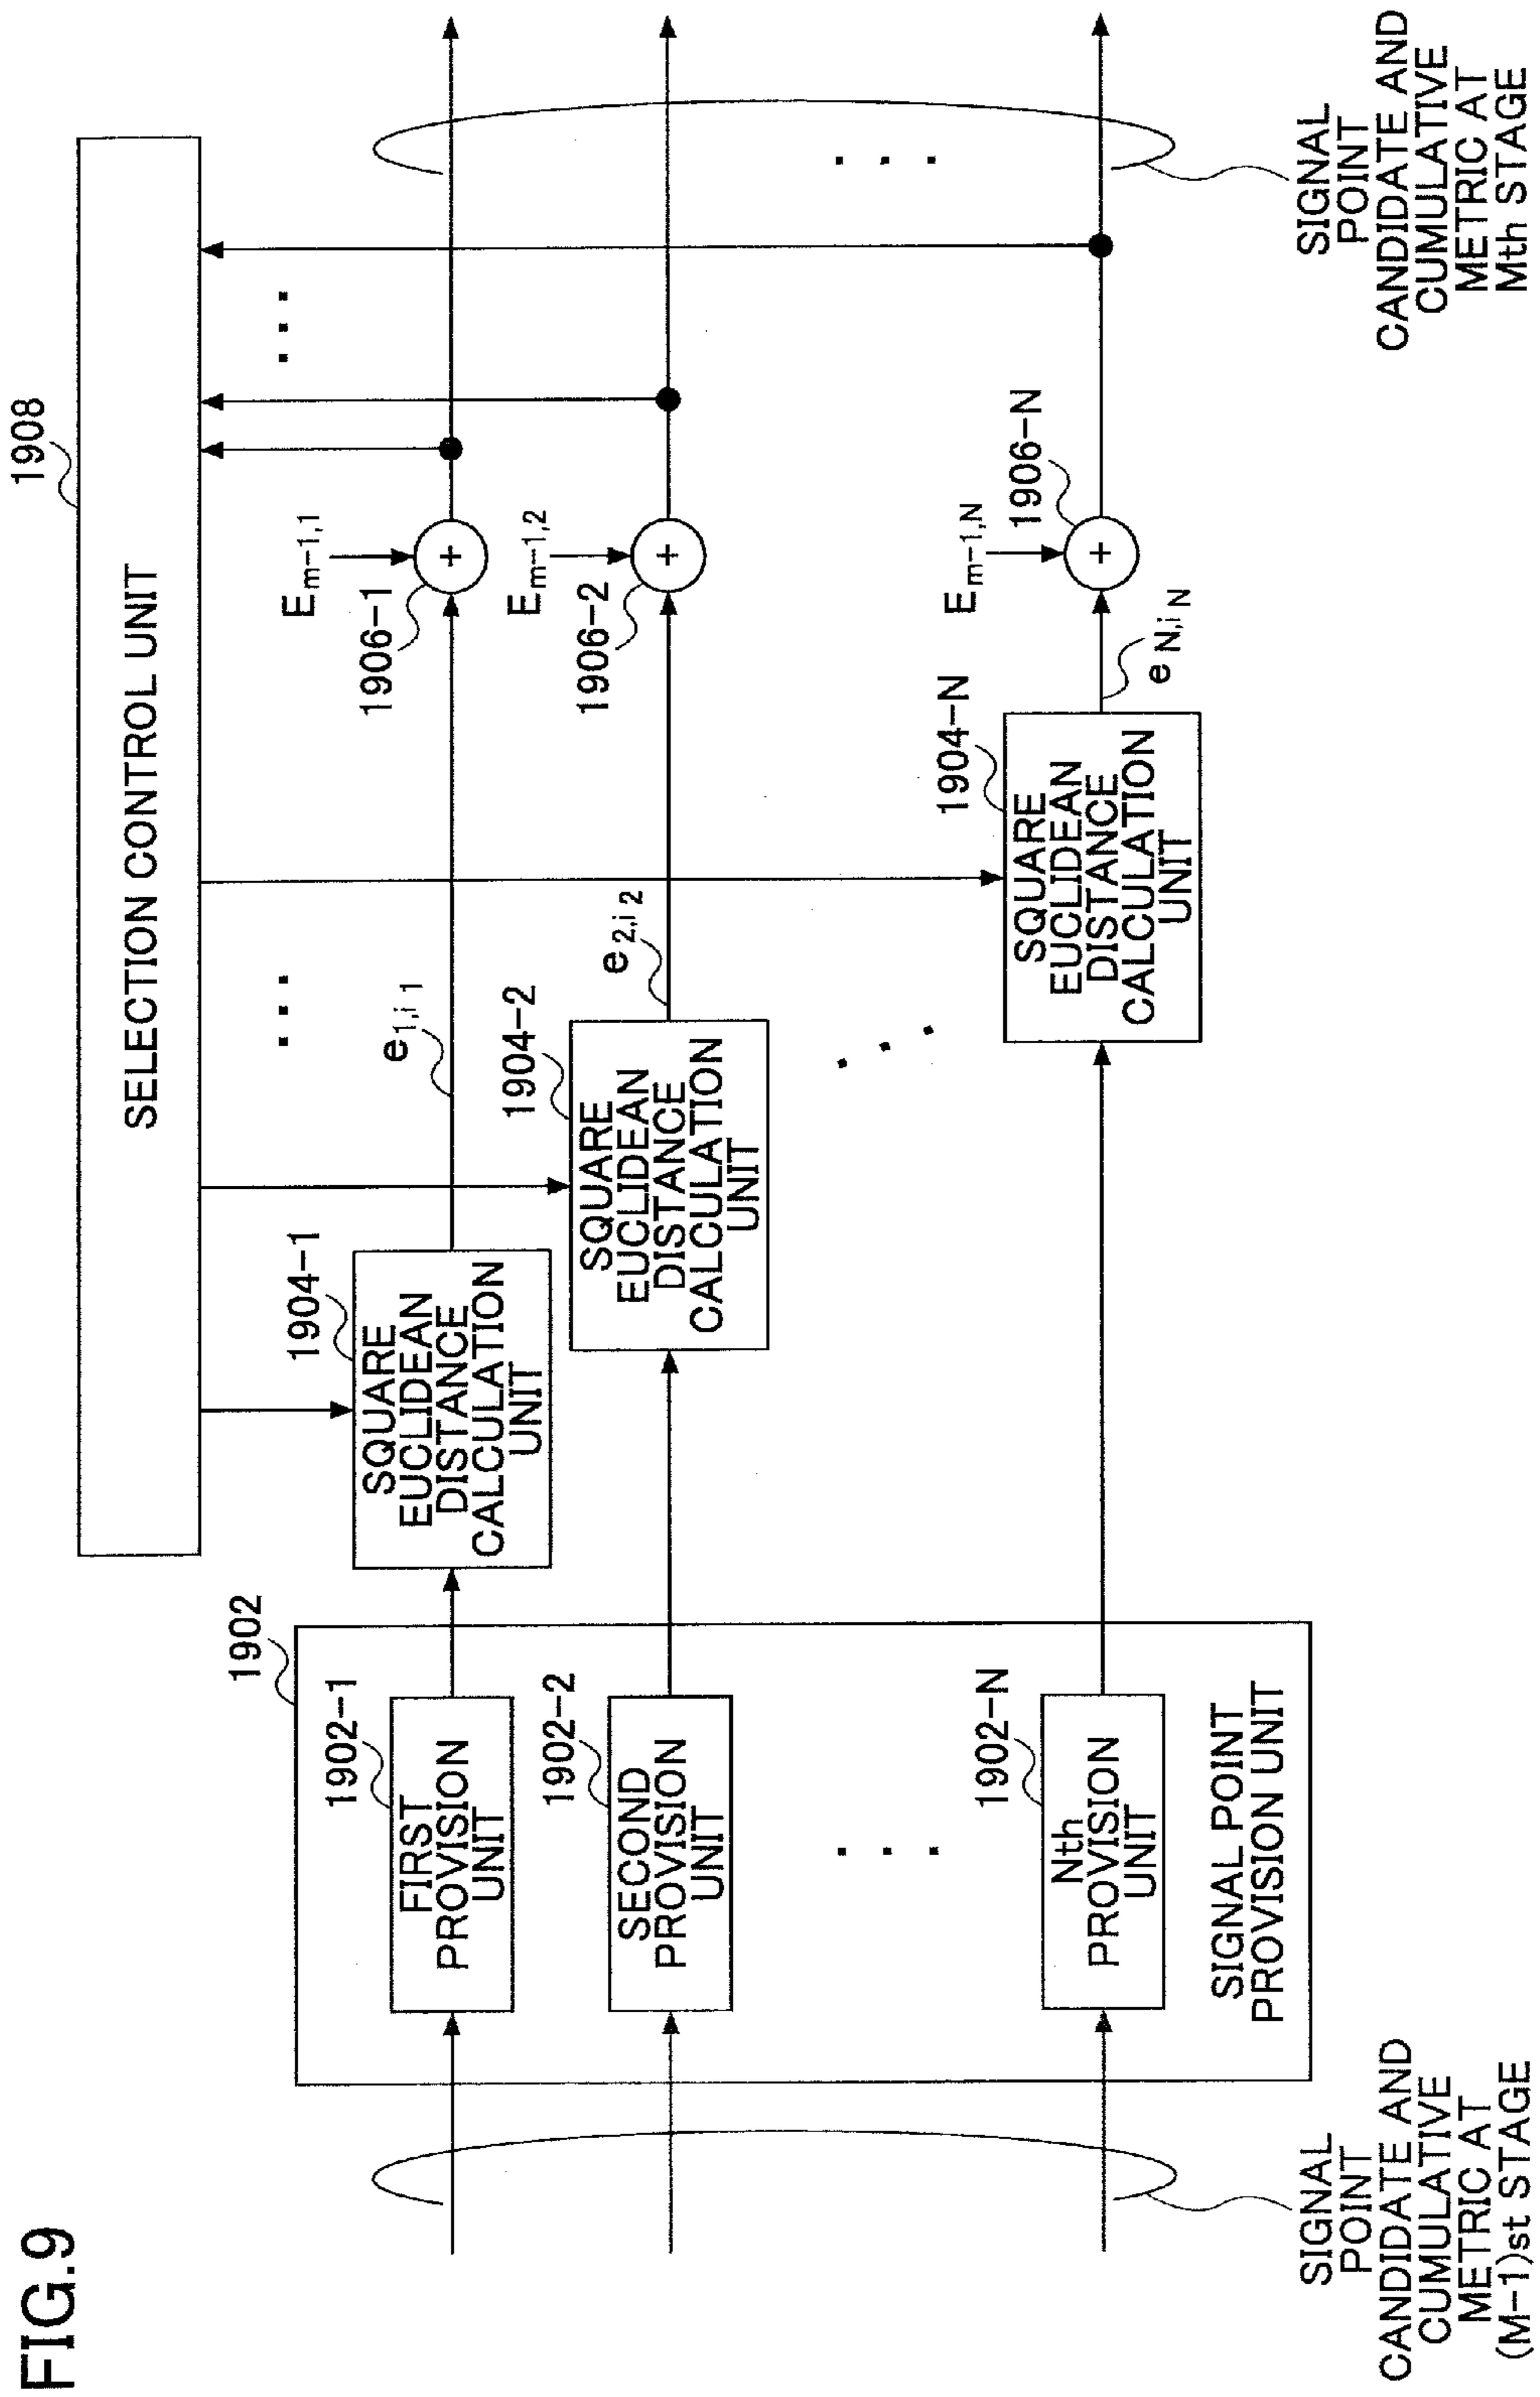 FIG.9
1908
SELECTION CONTROL UNIT
1902
1902-1
FIRST
PROVISION
UNIT
1904-1
SQUARE
EUCLIDEAN
DISTANCE
CALCULATION
UNIT
e1,i1
Em-1,1
1906-1
1902-2
SECOND
PROVISION
UNIT
1904-2
SQUARE
EUCLIDEAN
DISTANCE
CALCULATION
UNIT
e2,i2
Em-1,2
1906-2
1902-N
Nth
PROVISION
UNIT
1904-N
SQUARE
EUCLIDEAN
DISTANCE
CALCULATION
UNIT
eN,iN
Em-1,N
1906-N
SIGNAL POINT
PROVISION UNIT
SIGNAL
POINT
CANDIDATE AND
CUMULATIVE
METRIC AT
(M-1)st STAGE
SIGNAL
POINT
CANDIDATE AND
CUMULATIVE
METRIC AT
Mth STAGE